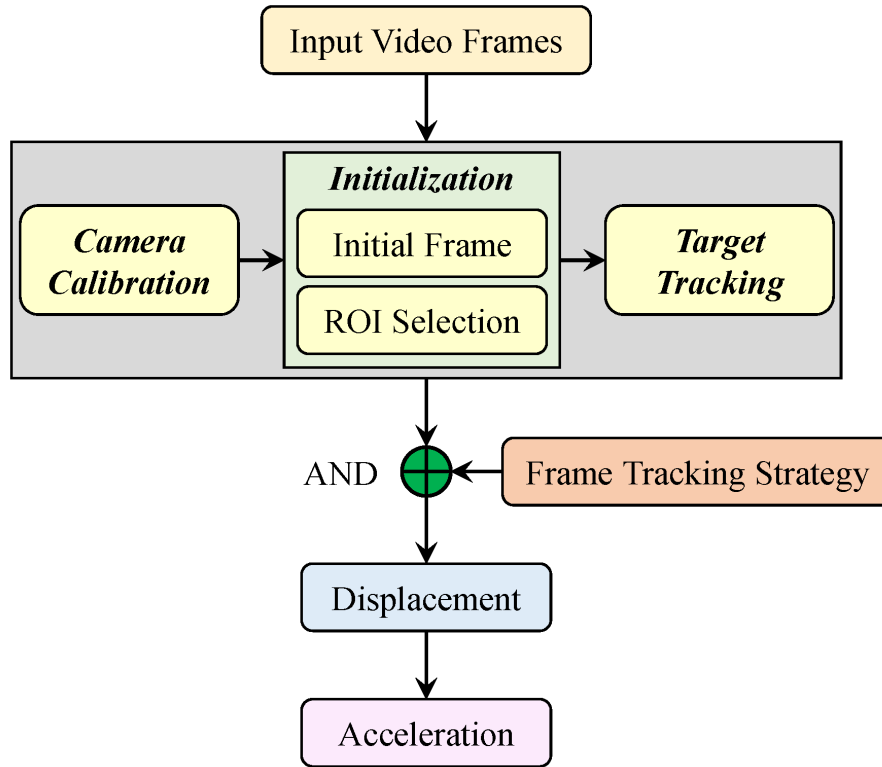 Input Video Frames
Camera
Calibration
Initialization
Initial Frame
ROI Selection
Target
Tracking
AND
Frame Tracking Strategy
Displacement
Acceleration